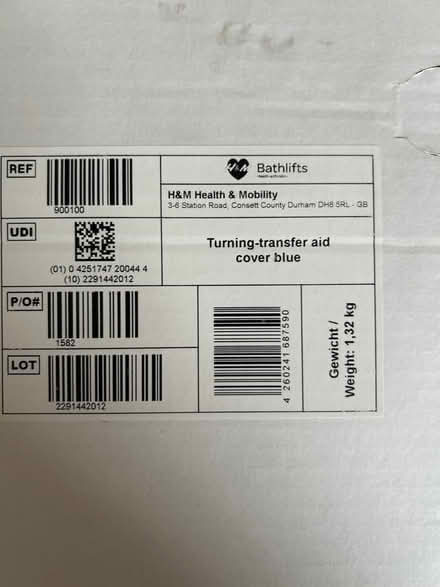 H&M Bathlifts
REF
900100
H&M Health & Mobility
3-6 Station Road, Consett County Durham DH8 5RL - GB
UDI
(01) 0 4251747 20044 4
(10) 2291442012
Turning-transfer aid
cover blue
P/O#
1582
LOT
2291442012
4 260241 687590
Gewicht /
Weight: 1,32 kg